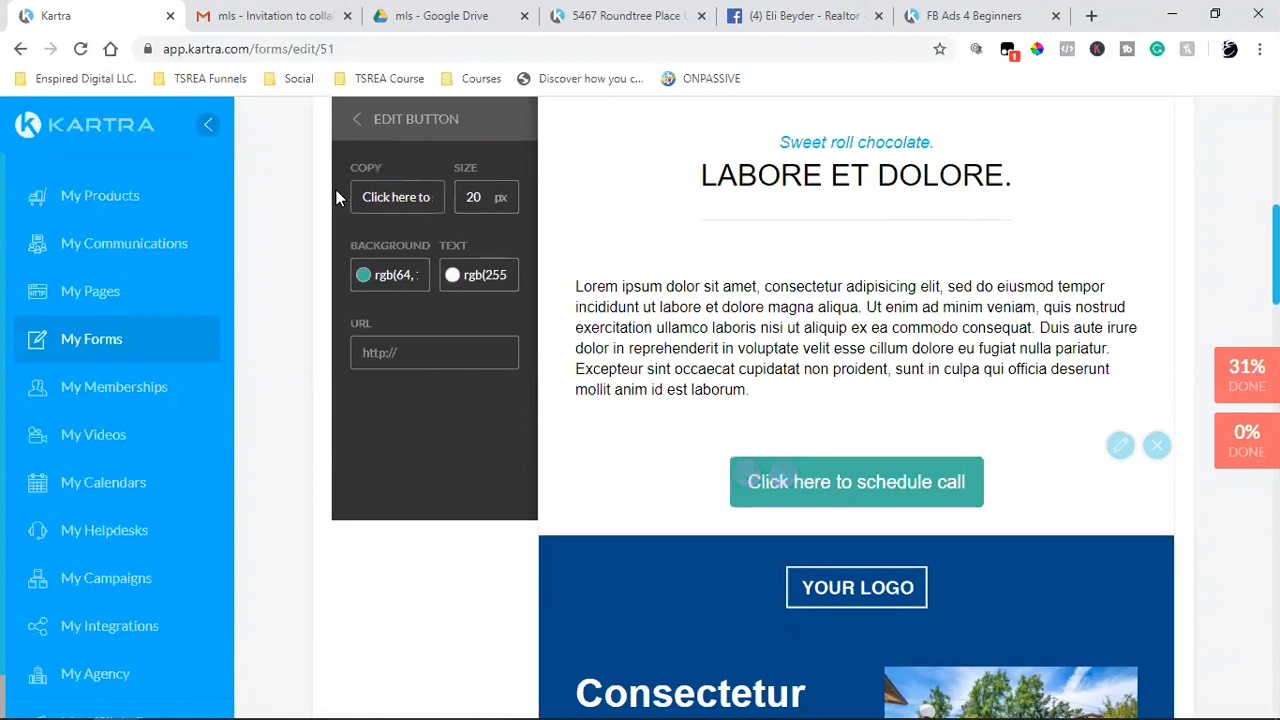 Kartra
mls - Invitation to colla
mls - Google Drive
5467 Roundtree Place U
(4) Eli Beyder - Realtor -
FB Ads 4 Beginners
app.kartra.com/forms/edit/51
1
Enspired Digital LLC.
TSREA Funnels
Social
TSREA Course
Courses
Discover how you c...
ONPASSIVE
KARTRA
My Products
My Communications
My Pages
My Forms
My Memberships
My Videos
My Calendars
My Helpdesks
My Campaigns
My Integrations
My Agency
EDIT BUTTON
COPY
SIZE
Click here to
20 px
BACKGROUND
TEXT
rgb(64, :
rgb(255
URL
http://
Sweet roll chocolate.
LABORE ET DOLORE.
Lorem ipsum dolor sit amet, consectetur adipisicing elit, sed do eiusmod tempor
incididunt ut labore et dolore magna aliqua. Ut enim ad minim veniam, quis nostrud
exercitation ullamco laboris nisi ut aliquip ex ea commodo consequat. Duis aute irure
dolor in reprehenderit in voluptate velit esse cillum dolore eu fugiat nulla pariatur.
Excepteur sint occaecat cupidatat non proident, sunt in culpa qui officia deserunt
mollit anim id est laborum.
Click here to schedule call
YOUR LOGO
Consectetur
31%
DONE
0%
DONE